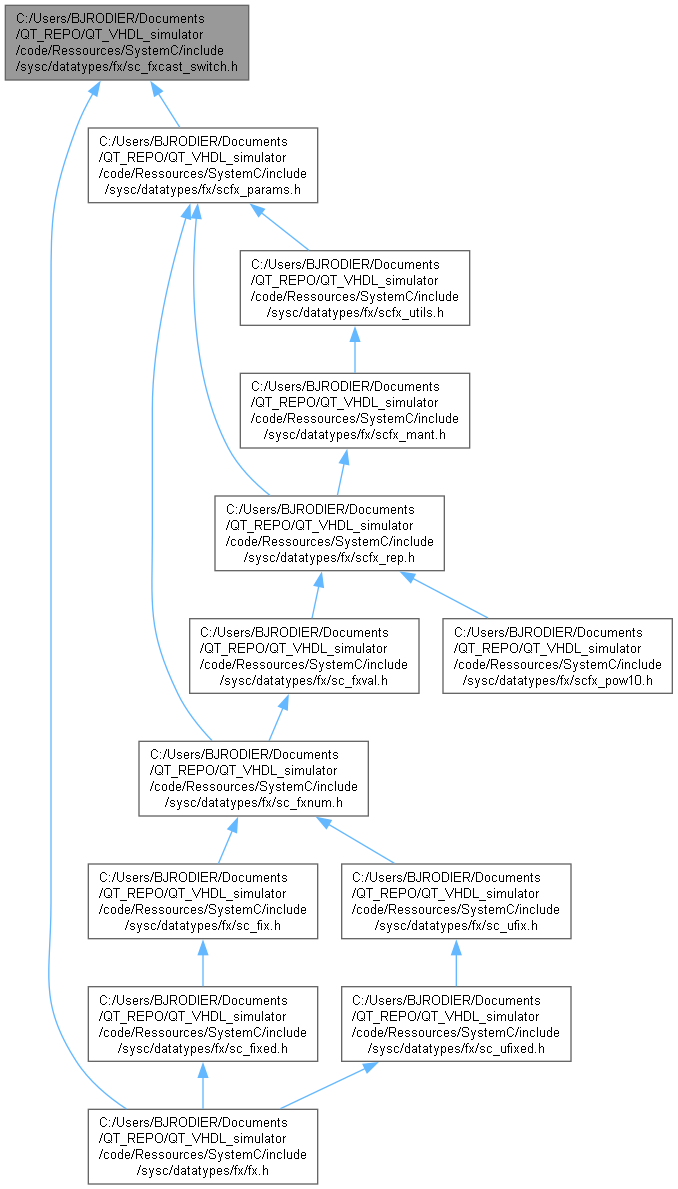 C:/Users/BJRODIER/Documents
/QT_REPO/QT_VHDL_simulator
/code/Ressources/SystemC/include
/sysc/datatypes/fx/sc_fxcast_switch.h
C:/Users/BJRODIER/Documents
/QT_REPO/QT_VHDL_simulator
/code/Ressources/SystemC/include
/sysc/datatypes/fx/scfx_params.h
C:/Users/BJRODIER/Documents
/QT_REPO/QT_VHDL_simulator
/code/Ressources/SystemC/include
/sysc/datatypes/fx/scfx_utils.h
C:/Users/BJRODIER/Documents
/QT_REPO/QT_VHDL_simulator
/code/Ressources/SystemC/include
/sysc/datatypes/fx/scfx_mant.h
C:/Users/BJRODIER/Documents
/QT_REPO/QT_VHDL_simulator
/code/Ressources/SystemC/include
/sysc/datatypes/fx/scfx_rep.h
C:/Users/BJRODIER/Documents
/QT_REPO/QT_VHDL_simulator
/code/Ressources/SystemC/include
/sysc/datatypes/fx/sc_fxval.h
C:/Users/BJRODIER/Documents
/QT_REPO/QT_VHDL_simulator
/code/Ressources/SystemC/include
/sysc/datatypes/fx/scfx_pow10.h
C:/Users/BJRODIER/Documents
/QT_REPO/QT_VHDL_simulator
/code/Ressources/SystemC/include
/sysc/datatypes/fx/sc_fxnum.h
C:/Users/BJRODIER/Documents
/QT_REPO/QT_VHDL_simulator
/code/Ressources/SystemC/include
/sysc/datatypes/fx/sc_fix.h
C:/Users/BJRODIER/Documents
/QT_REPO/QT_VHDL_simulator
/code/Ressources/SystemC/include
/sysc/datatypes/fx/sc_ufix.h
C:/Users/BJRODIER/Documents
/QT_REPO/QT_VHDL_simulator
/code/Ressources/SystemC/include
/sysc/datatypes/fx/sc_fixed.h
C:/Users/BJRODIER/Documents
/QT_REPO/QT_VHDL_simulator
/code/Ressources/SystemC/include
/sysc/datatypes/fx/sc_ufixed.h
C:/Users/BJRODIER/Documents
/QT_REPO/QT_VHDL_simulator
/code/Ressources/SystemC/include
/sysc/datatypes/fx/fx.h